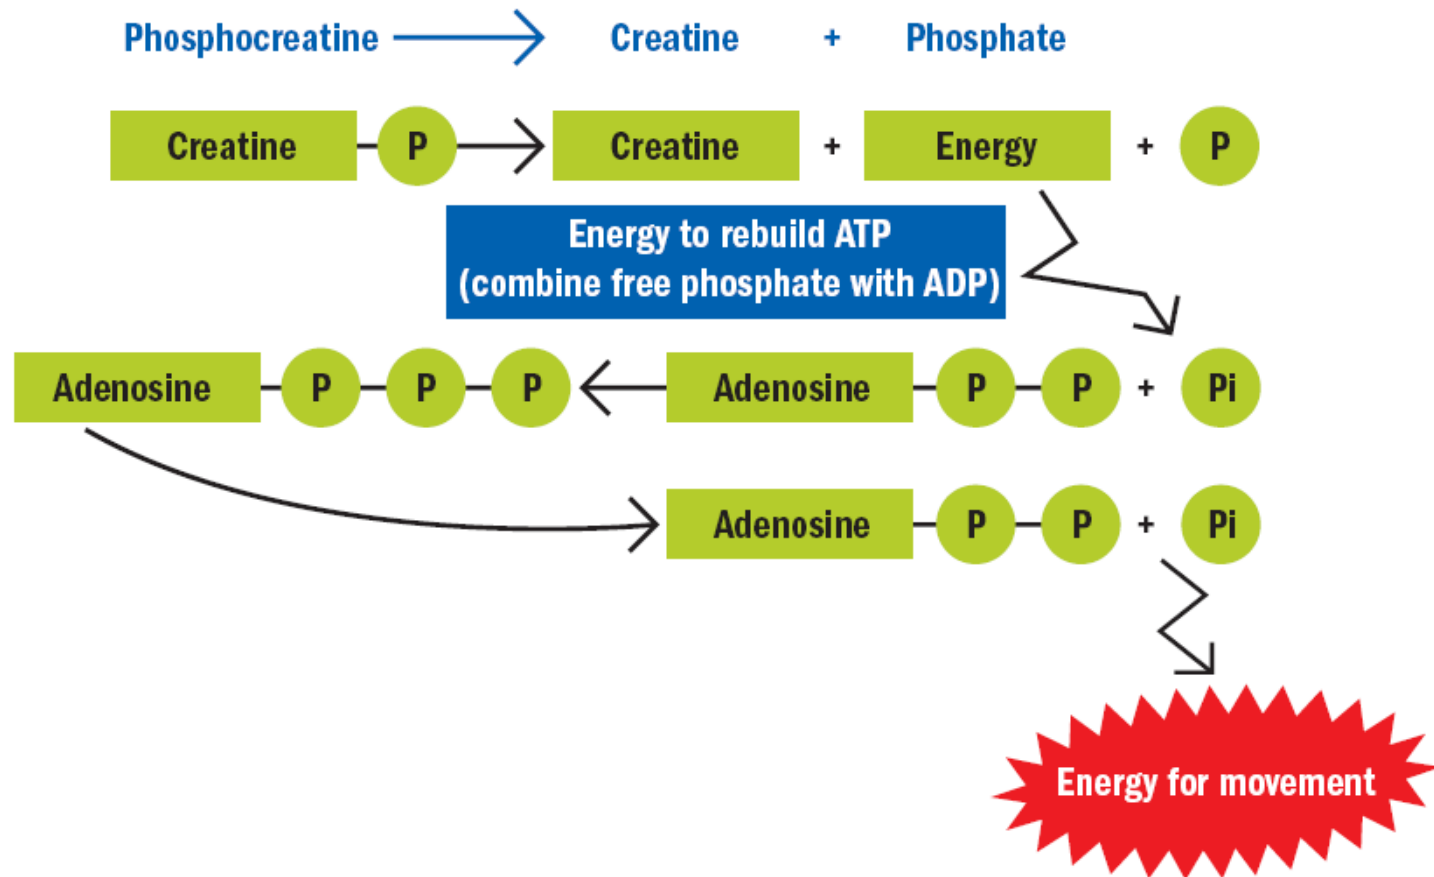 Phosphocreatine Creatine + Phosphate
Creatine P Creatine + Energy + P
Energy to rebuild ATP
(combine free phosphate with ADP)
Adenosine P P P Adenosine P P + Pi
Adenosine P P + Pi
Energy for movement